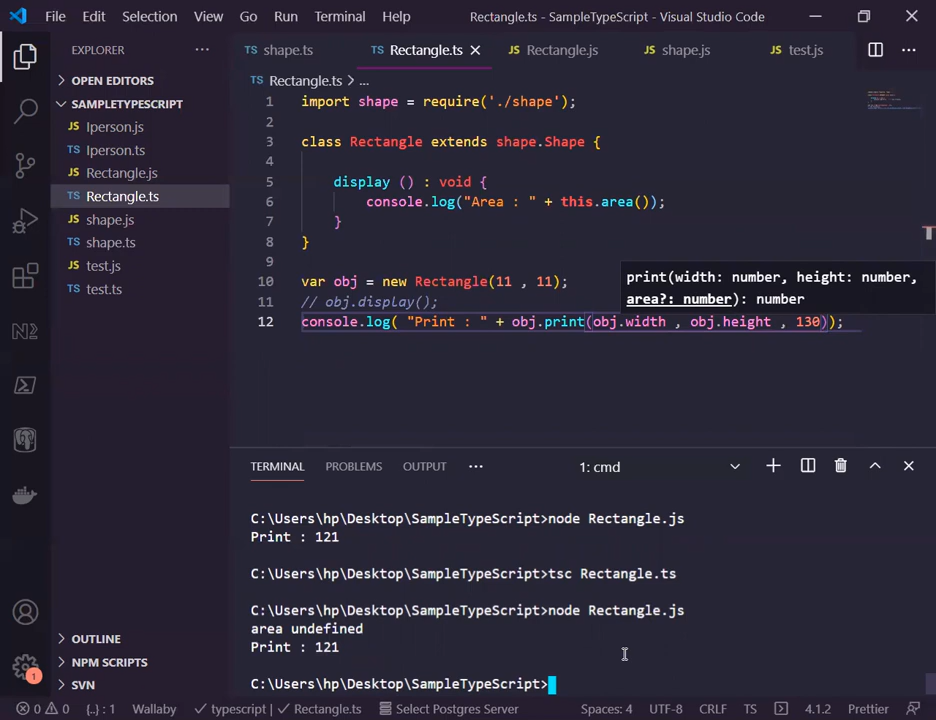 File Edit Selection View Go Run Terminal Help Rectangle.ts - SampleTypeScript - Visual Studio Code
EXPLORER ...
TS shape.ts TS Rectangle.ts JS Rectangle.js JS shape.js JS test.js ...
OPEN EDITORS
SAMPLETYPESCRIPT
JS Iperson.js
TS Iperson.ts
JS Rectangle.js
TS Rectangle.ts
JS shape.js
TS shape.ts
JS test.js
TS test.ts
OUTLINE
NPM SCRIPTS
SVN
N2
1
TS Rectangle.ts > ...
1 import shape = require('./shape');
2
3 class Rectangle extends shape.Shape {
4
5 display () : void {
6 console.log("Area : " + this.area());
7 }
8 }
9
10 var obj = new Rectangle(11 , 11);
11 // obj.display();
12 console.log( "Print : " + obj.print(obj.width , obj.height , 130));
print(width: number, height: number,
area?: number): number
TERMINAL PROBLEMS OUTPUT ... 1: cmd
C:\Users\hp\Desktop\SampleTypeScript>node Rectangle.js
Print : 121
C:\Users\hp\Desktop\SampleTypeScript>tsc Rectangle.ts
C:\Users\hp\Desktop\SampleTypeScript>node Rectangle.js
area undefined
Print : 121
C:\Users\hp\Desktop\SampleTypeScript>
0 0 {..} : 1 Wallaby typescript | Rectangle.ts Select Postgres Server Spaces: 4 UTF-8 CRLF TS 4.1.2 Prettier